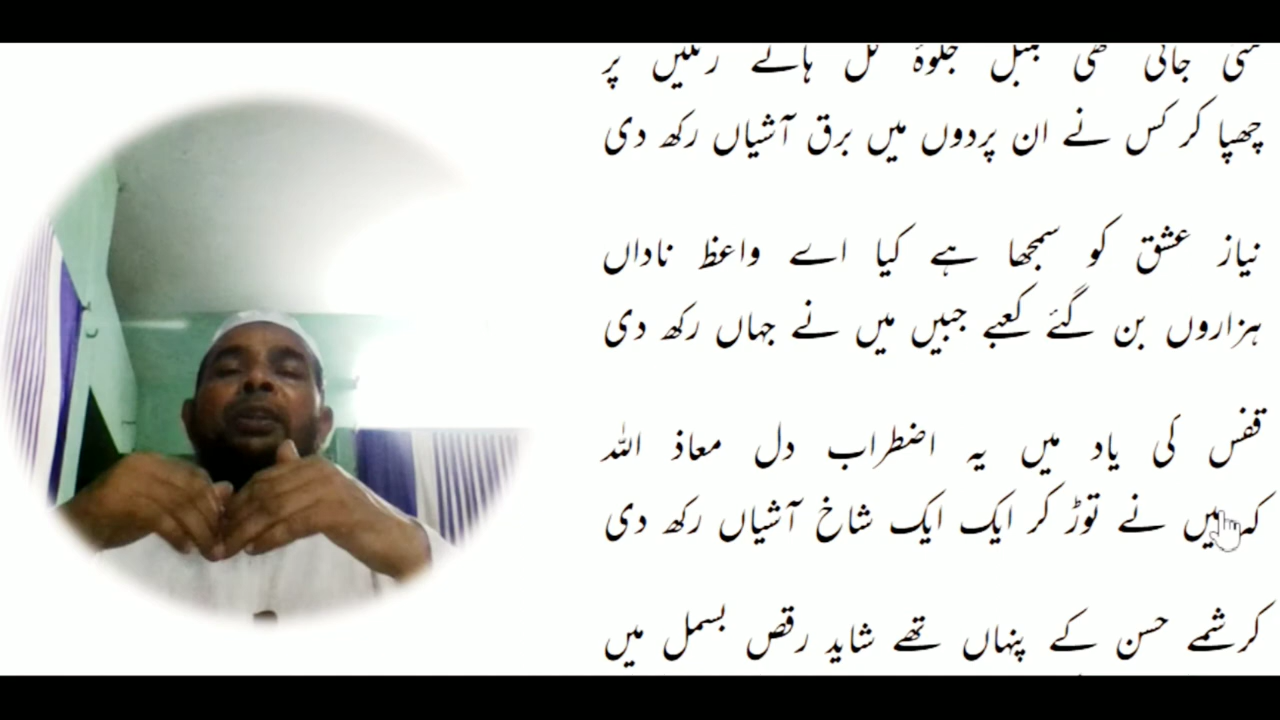 جاتی تھی بلبل جلوۂ گل ہائے رنگیں پر
چھپا کر کس نے ان پردوں میں برق آشیاں رکھ دی
نیاز عشق کو سمجھا ہے کیا اے واعظ ناداں
ہزاروں بن گئے کعبے جبیں میں نے جہاں رکھ دی
قفس کی یاد میں یہ اضطراب دل معاذ اللہ
کہ میں نے توڑ کر ایک ایک شاخ آشیاں رکھ دی
کرشمے حسن کے پنہاں تھے شاید رقص بسمل میں